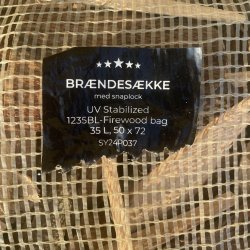 BRÆNDESÆKKE
med snaplock
UV Stabilized
1235BL-Firewood bag
35 L, 50 x 72
SY24P037